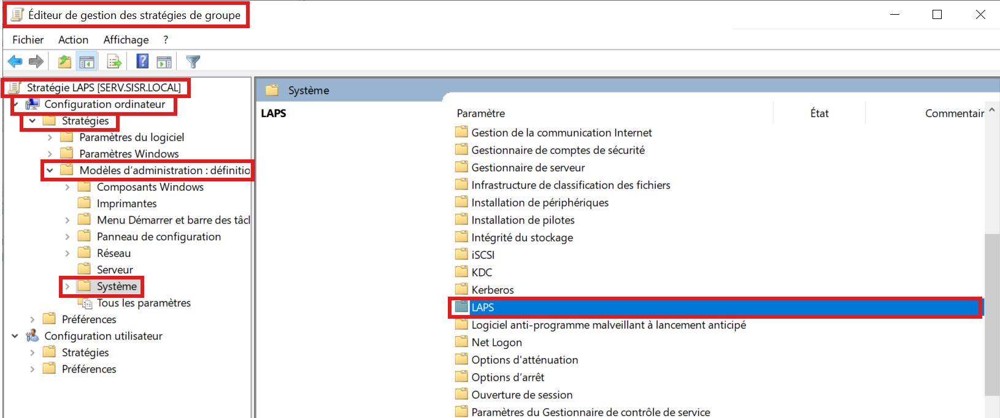 Éditeur de gestion des stratégies de groupe
Fichier Action Affichage ?
Stratégie LAPS [SERV.SISR.LOCAL]
Configuration ordinateur
Stratégies
Paramètres du logiciel
Paramètres Windows
Modèles d’administration : définitio
Composants Windows
Imprimantes
Menu Démarrer et barre des tâcl
Panneau de configuration
Réseau
Serveur
Système
Tous les paramètres
Préférences
Configuration utilisateur
Stratégies
Préférences
Système
LAPS
Paramètre État Commentair
Gestion de la communication Internet
Gestionnaire de comptes de sécurité
Gestionnaire de serveur
Infrastructure de classification des fichiers
Installation de périphériques
Installation de pilotes
Intégrité du stockage
iSCSI
KDC
Kerberos
LAPS
Logiciel anti-programme malveillant à lancement anticipé
Net Logon
Options d'atténuation
Options d’arrêt
Ouverture de session
Paramètres du Gestionnaire de contrôle de service